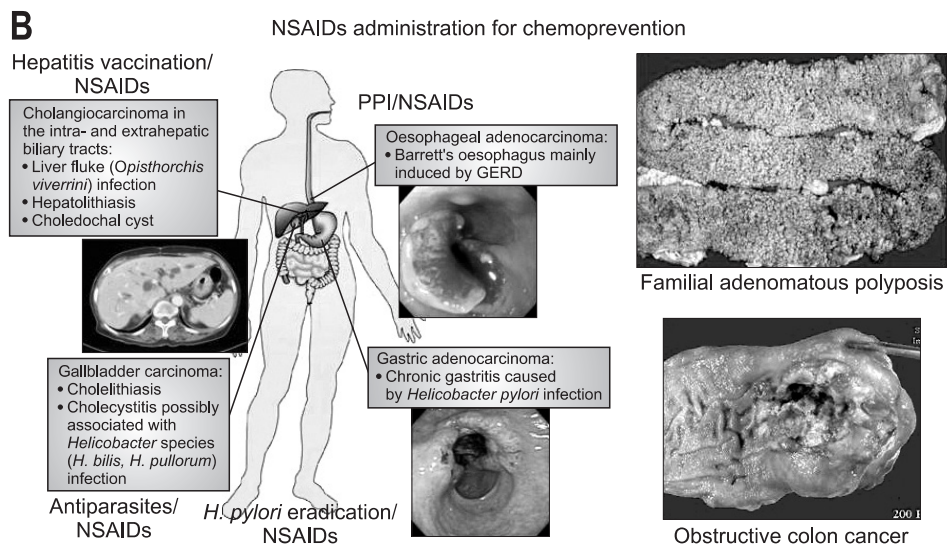 B
NSAIDs administration for chemoprevention
Hepatitis vaccination/
NSAIDs
Cholangiocarcinoma in
the intra- and extrahepatic
biliary tracts:
• Liver fluke (Opisthorchis
viverrini) infection
• Hepatolithiasis
• Choledochal cyst
PPI/NSAIDs
Oesophageal adenocarcinoma:
• Barrett's oesophagus mainly
induced by GERD
Familial adenomatous polyposis
Gallbladder carcinoma:
• Cholelithiasis
• Cholecystitis possibly
associated with
Helicobacter species
(H. bilis, H. pullorum)
infection
Antiparasites/
NSAIDs
Gastric adenocarcinoma:
• Chronic gastritis caused
by Helicobacter pylori infection
H. pylori eradication/
NSAIDs
S
In
200 I
Obstructive colon cancer